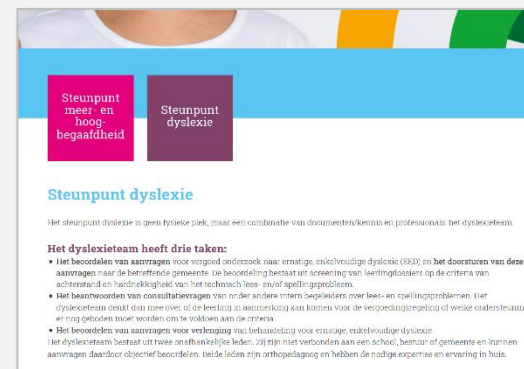 Steunpunt
meer- en
hoog-
begaafdheid
Steunpunt
dyslexie
Steunpunt dyslexie
Het steunpunt dyslexie is geen fysieke plek, maar een combinatie van documenten/kennis en professionals: het dyslexieteam.
Het dyslexieteam heeft drie taken:
• Het beoordelen van aanvragen voor vergoed onderzoek naar ernstige, enkelvoudige dyslexie (EED) en het doorsturen van deze
aanvragen naar de betreffende gemeente. De beoordeling bestaat uit screening van leerlingdossiers op de criteria van
achterstand en hardnekkigheid van het technisch lees- en/of spellingsprobleem.
• Het beantwoorden van consultatievragen van onder andere intern begeleiders over lees- en spellingsproblemen. Het
dyslexieteam denkt dan mee over of de leerling in aanmerking kan komen voor de vergoedingsregeling of welke ondersteunin
er nog geboden moet worden om te voldoen aan de criteria.
• Het beoordelen van aanvragen voor verlenging van behandeling voor ernstige, enkelvoudige dyslexie.
Het dyslexieteam bestaat uit twee onafhankelijke leden. Zij zijn niet verbonden aan een school, bestuur of gemeente en kunnen
aanvragen daardoor objectief beoordelen. Beide leden zijn orthopedagoog en hebben de nodige expertise en ervaring in huis.